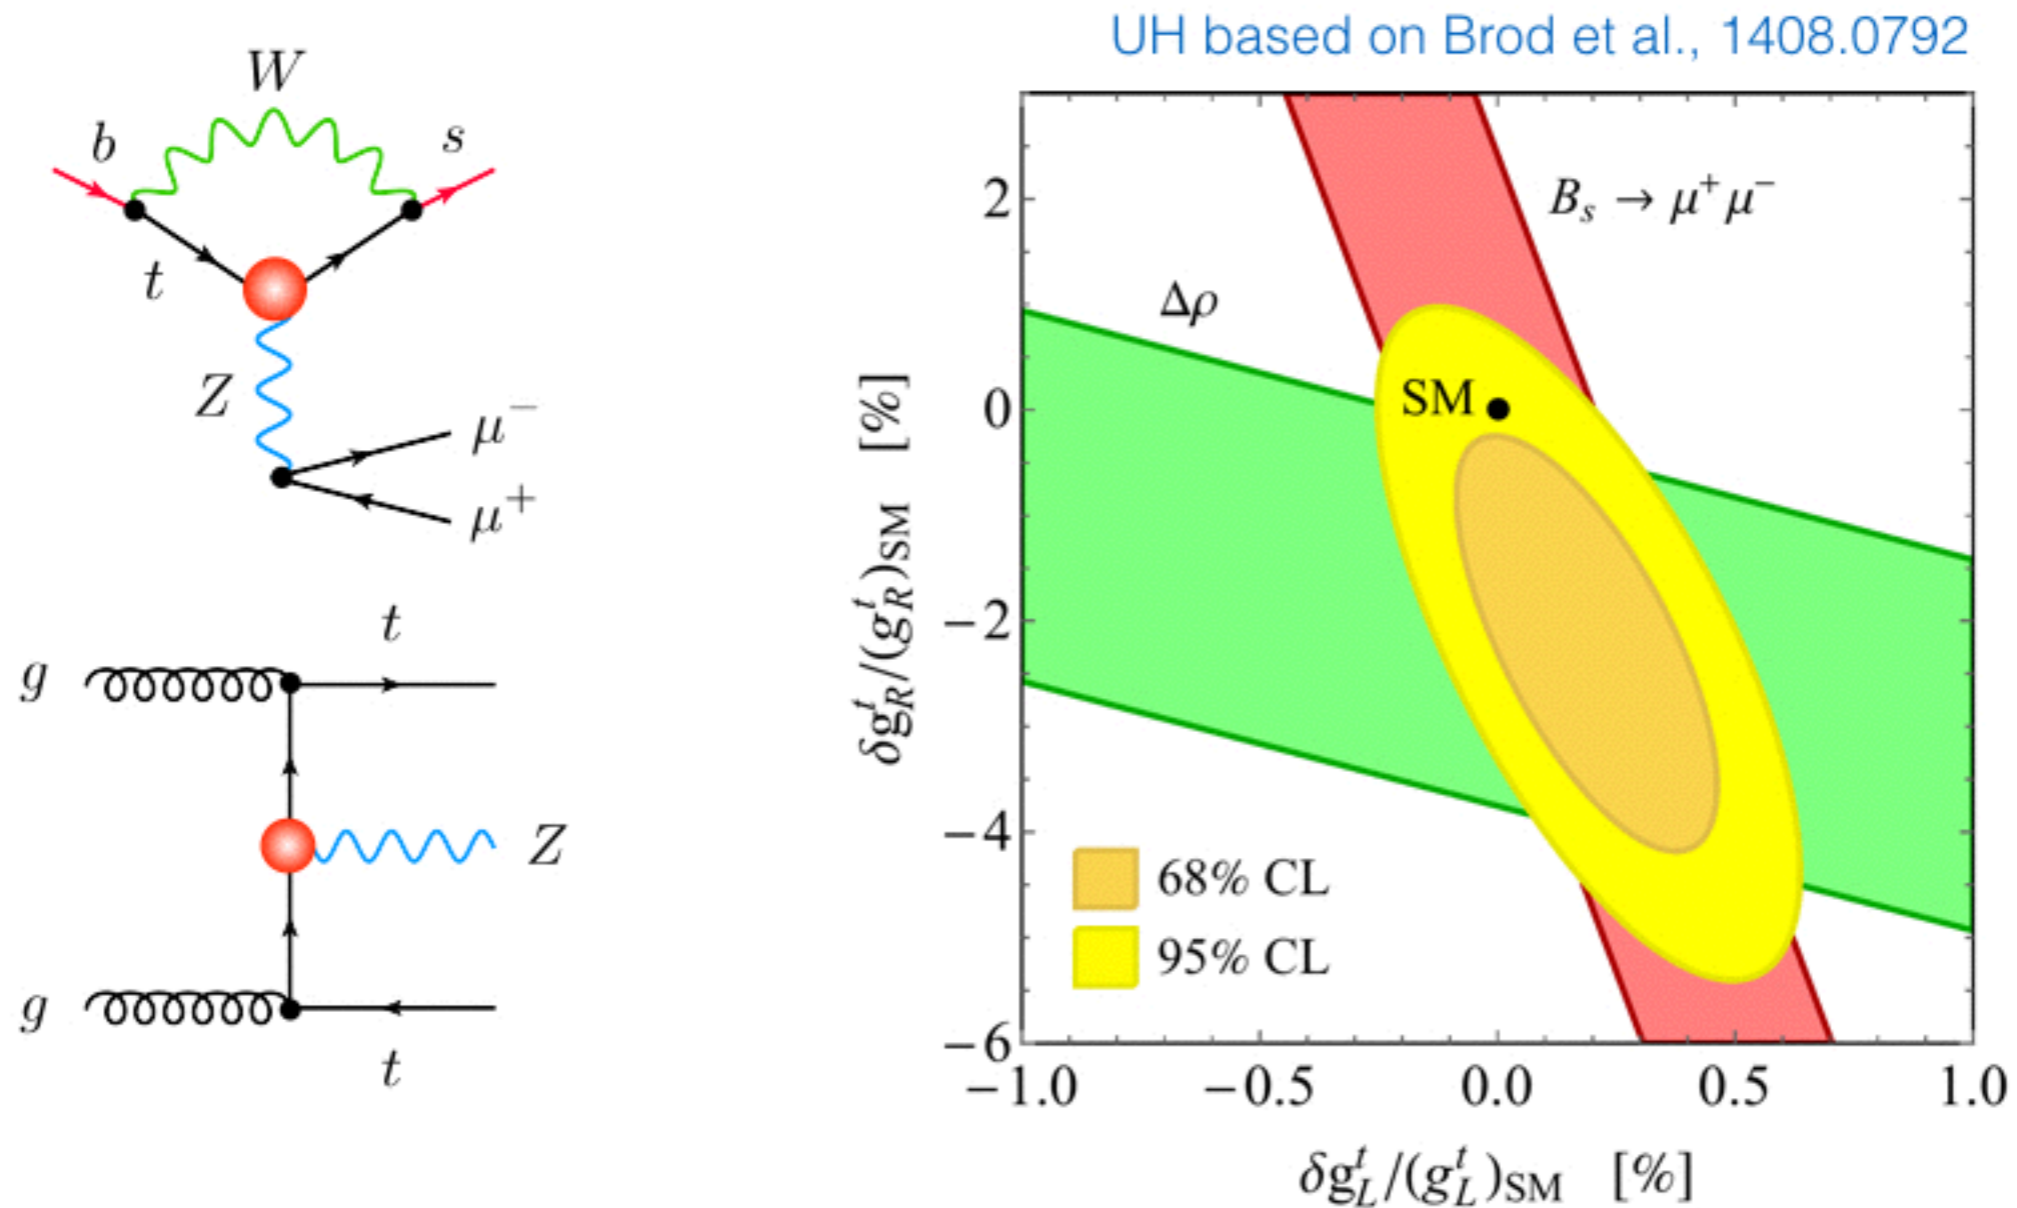 W
b
s
t
Z
μ⁻
μ⁺
t
g
Z
g
t
UH based on Brod et al., 1408.0792
B_s → μ⁺μ⁻
Δρ
SM
68% CL
95% CL
2
0
−2
−4
−6
δg_R^t/(g_R^t)_SM [%]
−1.0 −0.5 0.0 0.5 1.0
δg_L^t/(g_L^t)_SM [%]